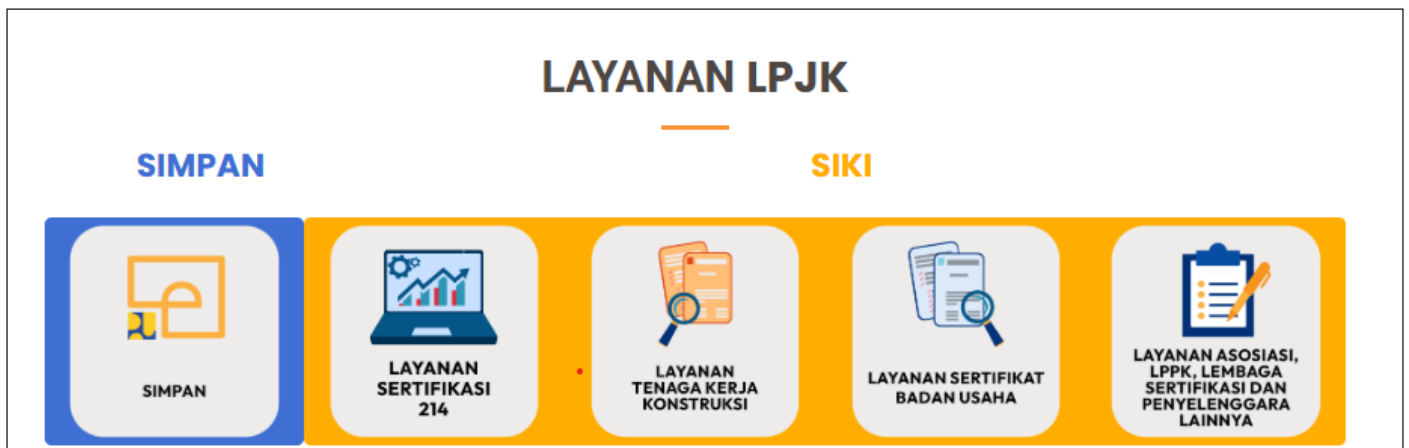 LAYANAN LPJK
SIMPAN
SIKI
SIMPAN
LAYANAN
SERTIFIKASI
214
LAYANAN
TENAGA KERJA
KONSTRUKSI
LAYANAN SERTIFIKAT
BADAN USAHA
LAYANAN ASOSIASI,
LPPK, LEMBAGA
SERTIFIKASI DAN
PENYELENGGARA
LAINNYA